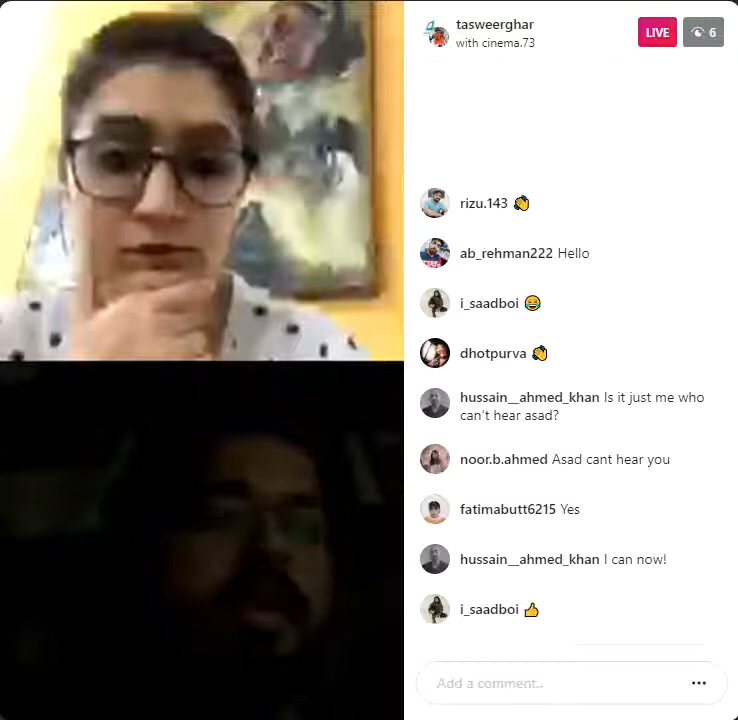 tasweerghar
with cinema.73
LIVE
6
rizu.143 👏
ab_rehman222 Hello
i_saadboi 😂
dhotpurva 👏
hussain__ahmed_khan Is it just me who
can't hear asad?
noor.b.ahmed Asad cant hear you
fatimabutt6215 Yes
hussain__ahmed_khan I can now!
i_saadboi 👍
Add a comment...